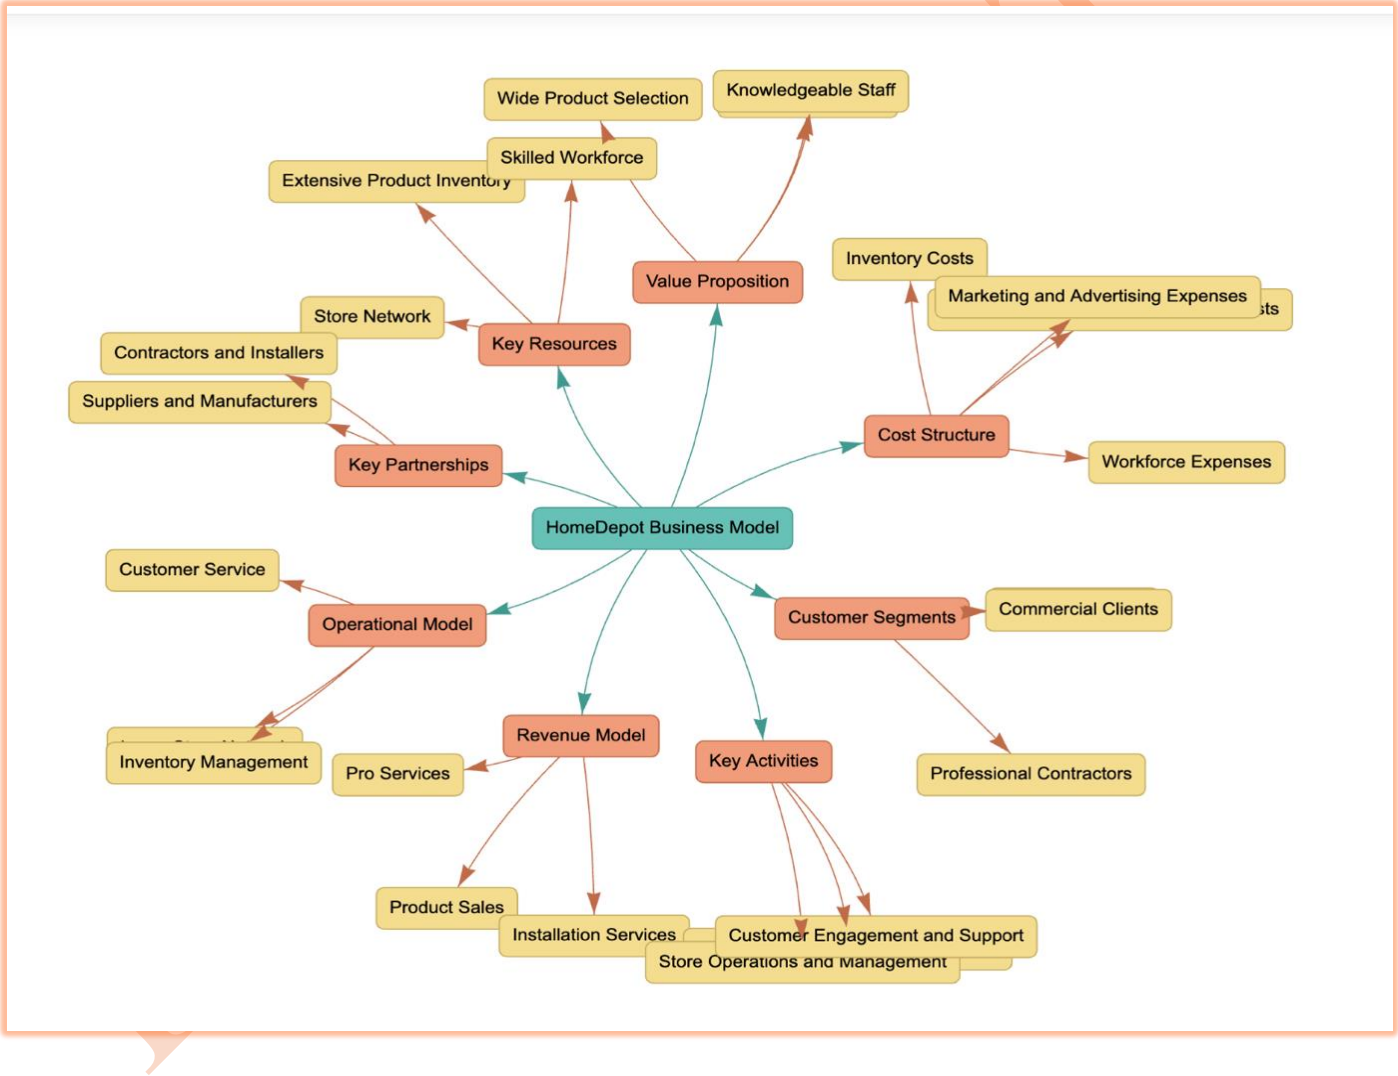 Knowledgeable Staff
Wide Product Selection
Skilled Workforce
Extensive Product Inventory
Value Proposition
Inventory Costs
Marketing and Advertising Expenses
Store Network
Key Resources
Contractors and Installers
Suppliers and Manufacturers
Cost Structure
Key Partnerships
Workforce Expenses
HomeDepot Business Model
Customer Service
Operational Model
Customer Segments
Commercial Clients
Revenue Model
Key Activities
Inventory Management
Pro Services
Professional Contractors
Product Sales
Installation Services
Customer Engagement and Support
Store Operations and Management